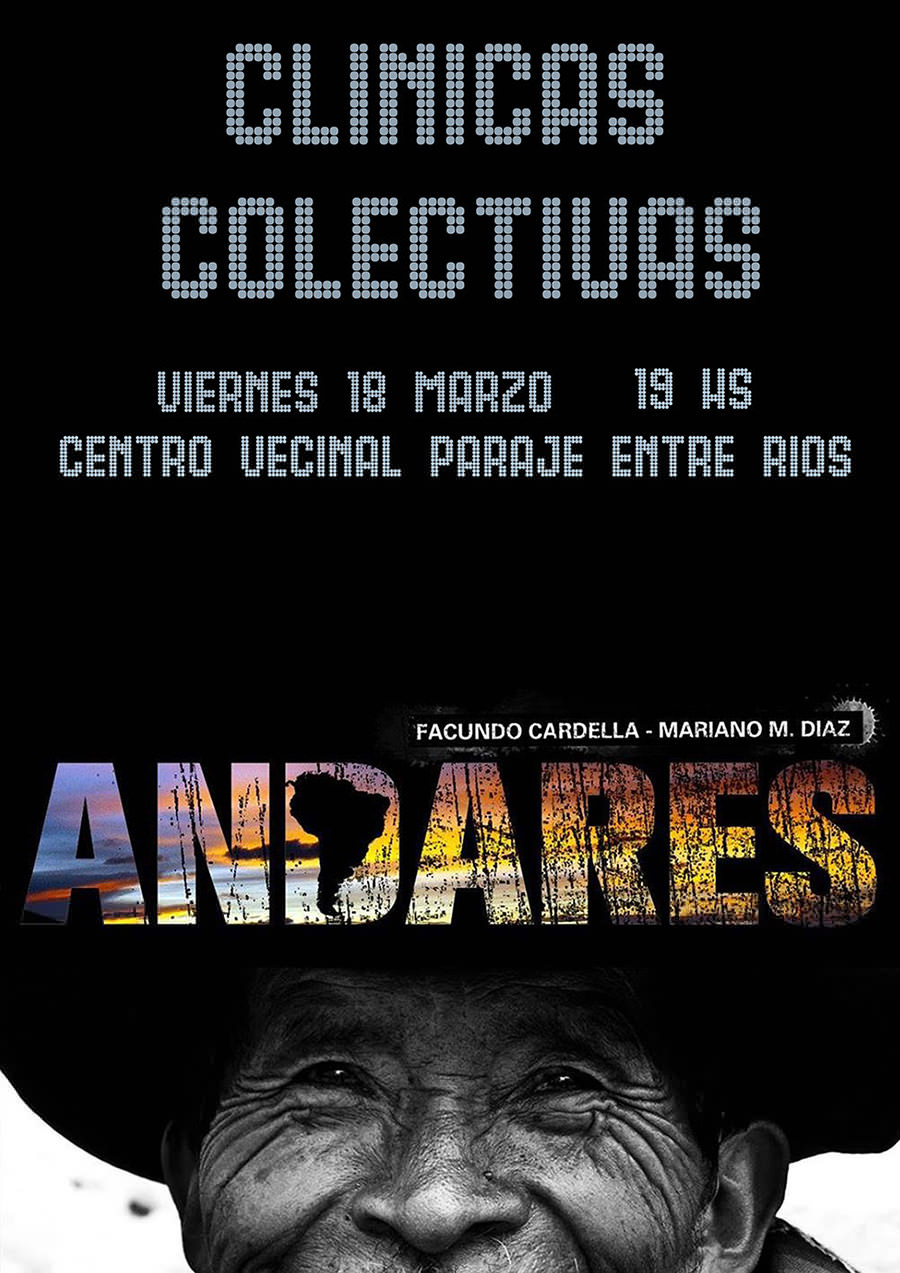 CLINICAS
COLECTIVAS
VIERNES 18 MARZO 19 HS
CENTRO VECINAL PARAJE ENTRE RIOS
FACUNDO CARDELLA - MARIANO M. DIAZ
ANDARES